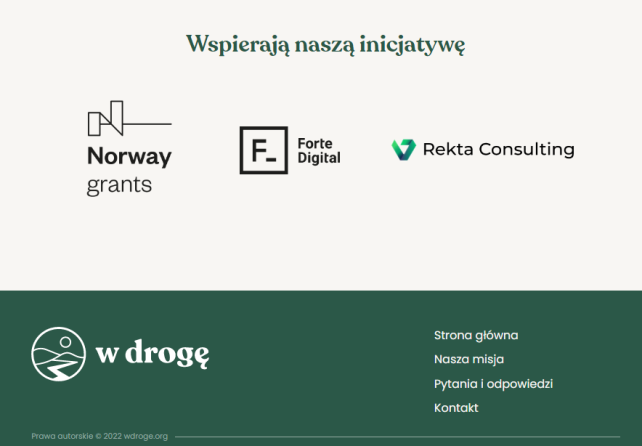 Wspierają naszą inicjatywę
Norway
grants
F_
Forte
Digital
Rekta Consulting
w drogę
Strona główna
Nasza misja
Pytania i odpowiedzi
Kontakt
Prawa autorskie © 2022 wdroge.org